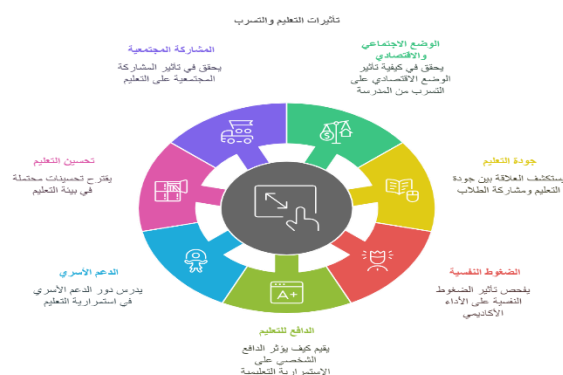 تأثيرات التعليم والتسرب
الوضع الاجتماعي
والاقتصادي
يحقق في كيفية تأثير
الوضع الاقتصادي على
التسرب من المدرسة
جودة التعليم
يستكشف العلاقة بين جودة
التعليم ومشاركة الطلاب
الضغوط النفسية
يفحص تأثير الضغوط
النفسية على الأداء
الأكاديمي
الدافع للتعليم
يقيم كيف يؤثر الدافع
الشخصي على
الاستمرارية التعليمية
الدعم الأسري
يدرس دور الدعم الأسري
في استمرارية التعليم
تحسين التعليم
يقترح تحسينات محتملة
في بيئة التعليم
المشاركة المجتمعية
يحقق في تأثير المشاركة
المجتمعية على التعليم
A+